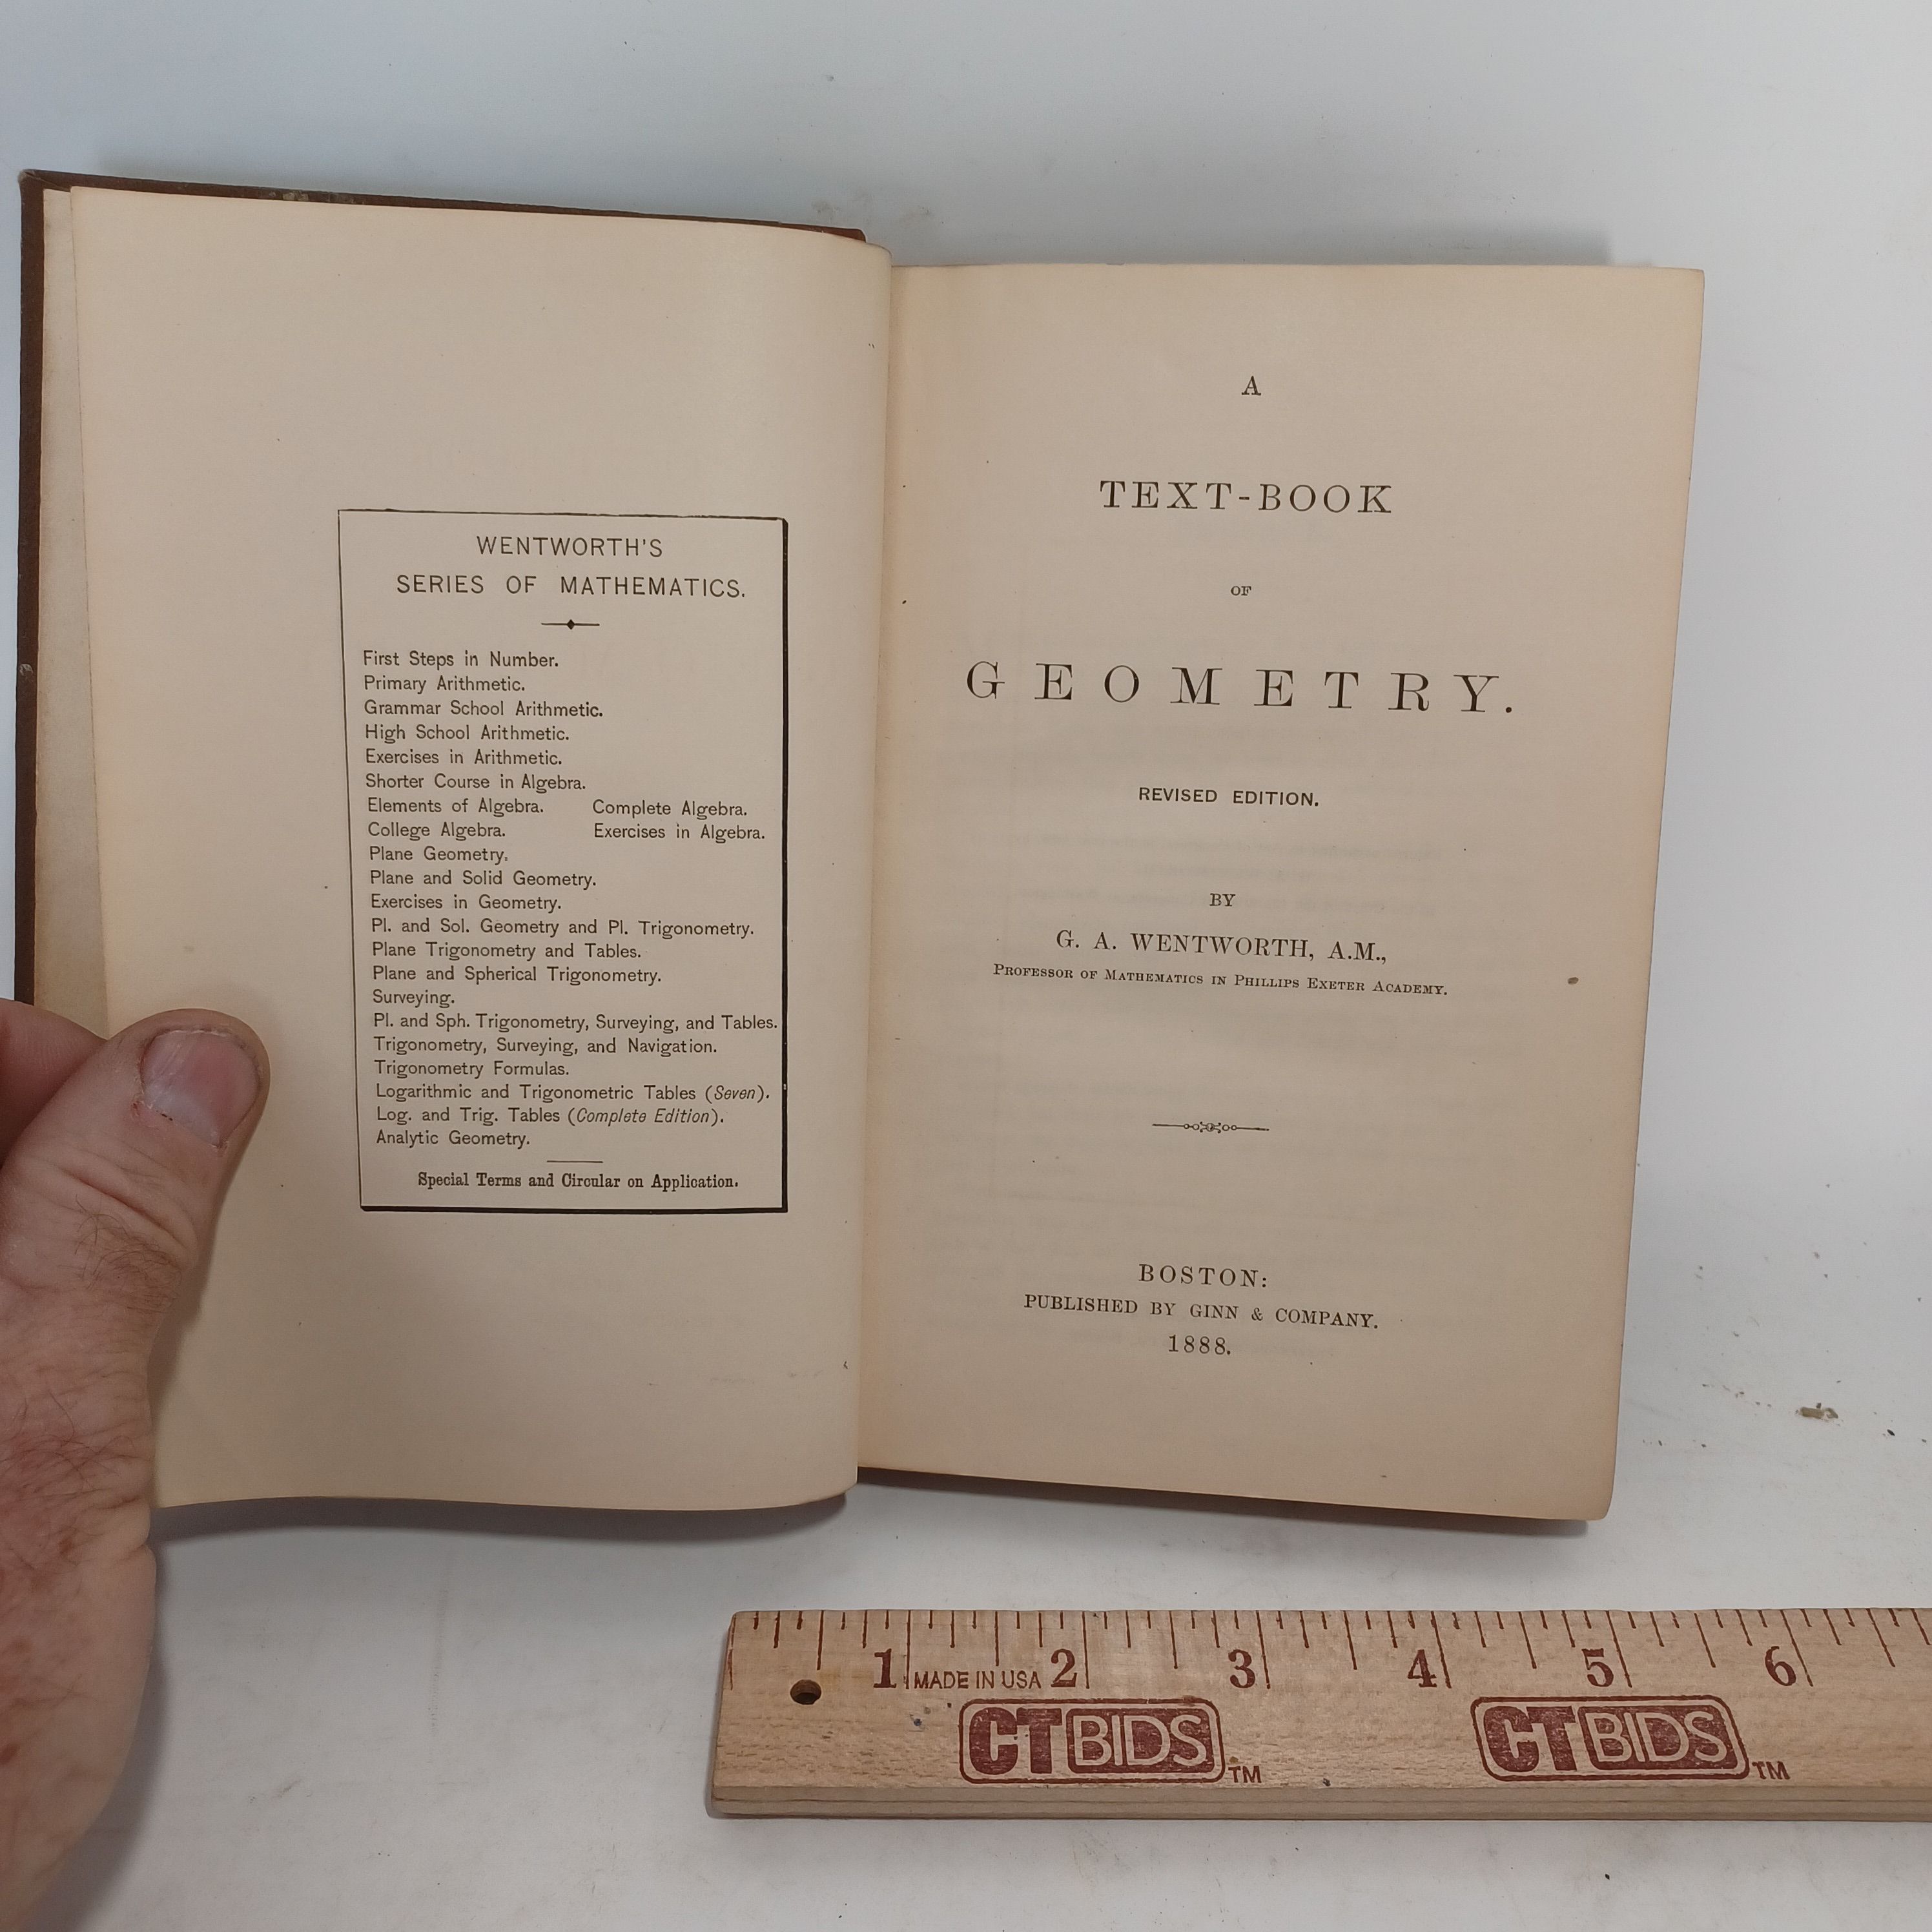 WENTWORTH'S
SERIES OF MATHEMATICS.
First Steps in Number.
Primary Arithmetic.
Grammar School Arithmetic.
High School Arithmetic.
Exercises in Arithmetic.
Shorter Course in Algebra.
Elements of Algebra. Complete Algebra.
College Algebra. Exercises in Algebra.
Plane Geometry.
Plane and Solid Geometry.
Exercises in Geometry.
Pl. and Sol. Geometry and Pl. Trigonometry.
Plane Trigonometry and Tables.
Plane and Spherical Trigonometry.
Surveying.
Pl. and Sph. Trigonometry, Surveying, and Tables.
Trigonometry, Surveying, and Navigation.
Trigonometry Formulas.
Logarithmic and Trigonometric Tables (Seven).
Log. and Trig. Tables (Complete Edition).
Analytic Geometry.
Special Terms and Circular on Application.
A
TEXT-BOOK
OF
GEOMETRY.
REVISED EDITION.
BY
G. A. WENTWORTH, A.M.,
PROFESSOR OF MATHEMATICS IN PHILLIPS EXETER ACADEMY.
BOSTON:
PUBLISHED BY GINN & COMPANY.
1888.
1 MADE IN USA 2 3 4 5 6
CTBIDS TM CTBIDS TM